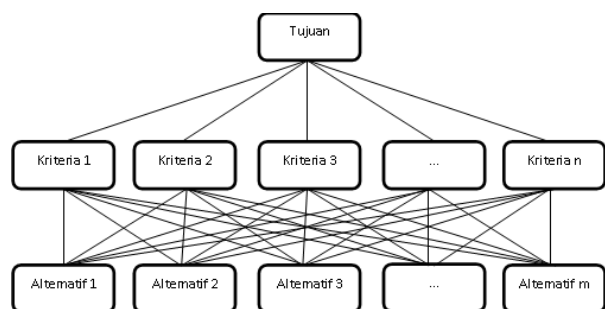 Tujuan
Kriteria 1
Kriteria 2
Kriteria 3
...
Kriteria n
Alternatif 1
Alternatif 2
Alternatif 3
...
Alternatif m